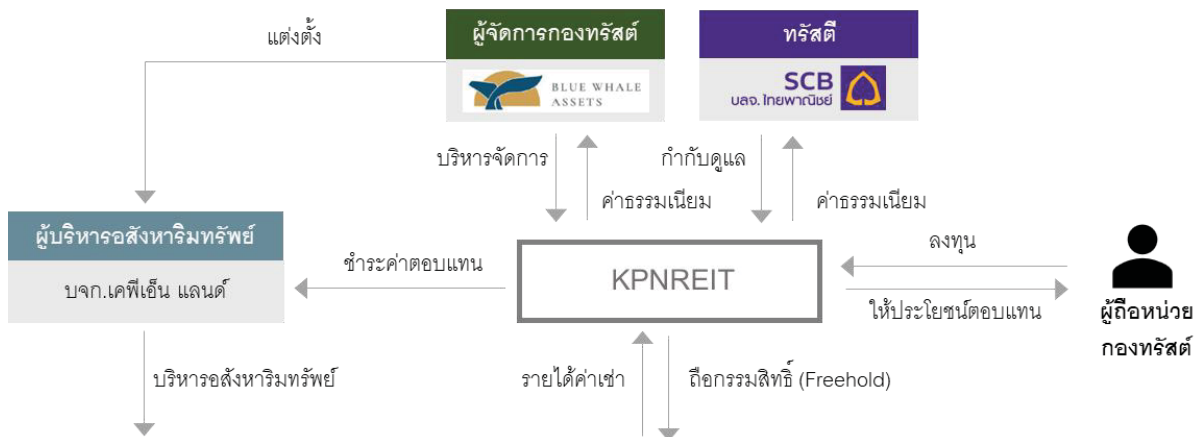 แต่งตั้ง
ผู้จัดการกองทรัสต์
BLUE WHALE
ASSETS
ทรัสตี
SCB
บลจ. ไทยพาณิชย์
บริหารจัดการ
ค่าธรรมเนียม
กำกับดูแล
ค่าธรรมเนียม
ผู้บริหารอสังหาริมทรัพย์
บจก.เคพีเอ็น แลนด์
ชำระค่าตอบแทน
KPNREIT
ลงทุน
ให้ประโยชน์ตอบแทน
ผู้ถือหน่วย
กองทรัสต์
บริหารอสังหาริมทรัพย์
รายได้ค่าเช่า
ถือกรรมสิทธิ์ (Freehold)